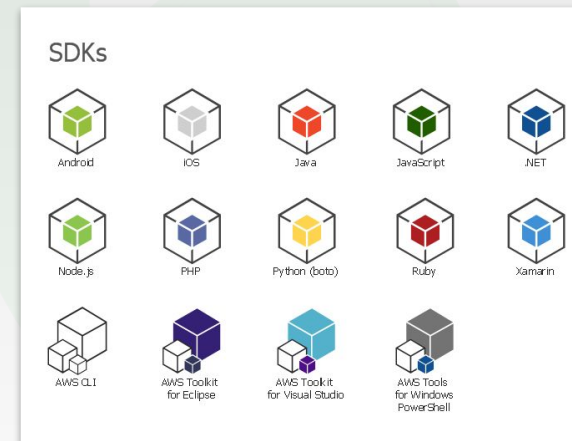 SDKs
Android
iOS
Java
JavaScript
.NET
Node.js
PHP
Python (boto)
Ruby
Xamarin
AWS CLI
AWS Toolkit
for Eclipse
AWS Toolkit
for Visual Studio
AWS Tools
for Windows
PowerShell